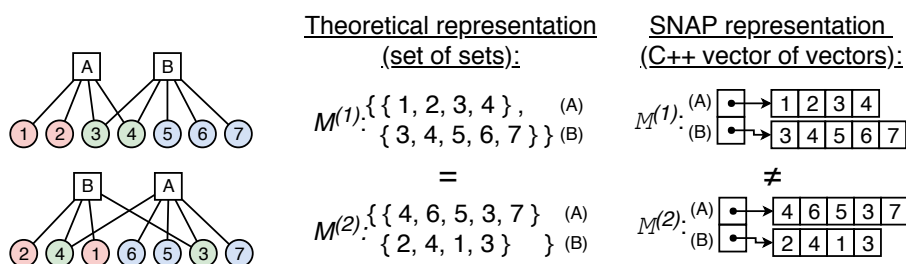 Theoretical representation
(set of sets):
SNAP representation
(C++ vector of vectors):
A B
1 2 3 4 5 6 7
M(1): { { 1, 2, 3, 4 } , (A)
{ 3, 4, 5, 6, 7 } } (B)
M(1): (A) 1 2 3 4
(B) 3 4 5 6 7
= ≠
B A
2 4 1 6 5 3 7
M(2): { { 4, 6, 5, 3, 7 } (A)
{ 2, 4, 1, 3 } } (B)
M(2): (A) 4 6 5 3 7
(B) 2 4 1 3